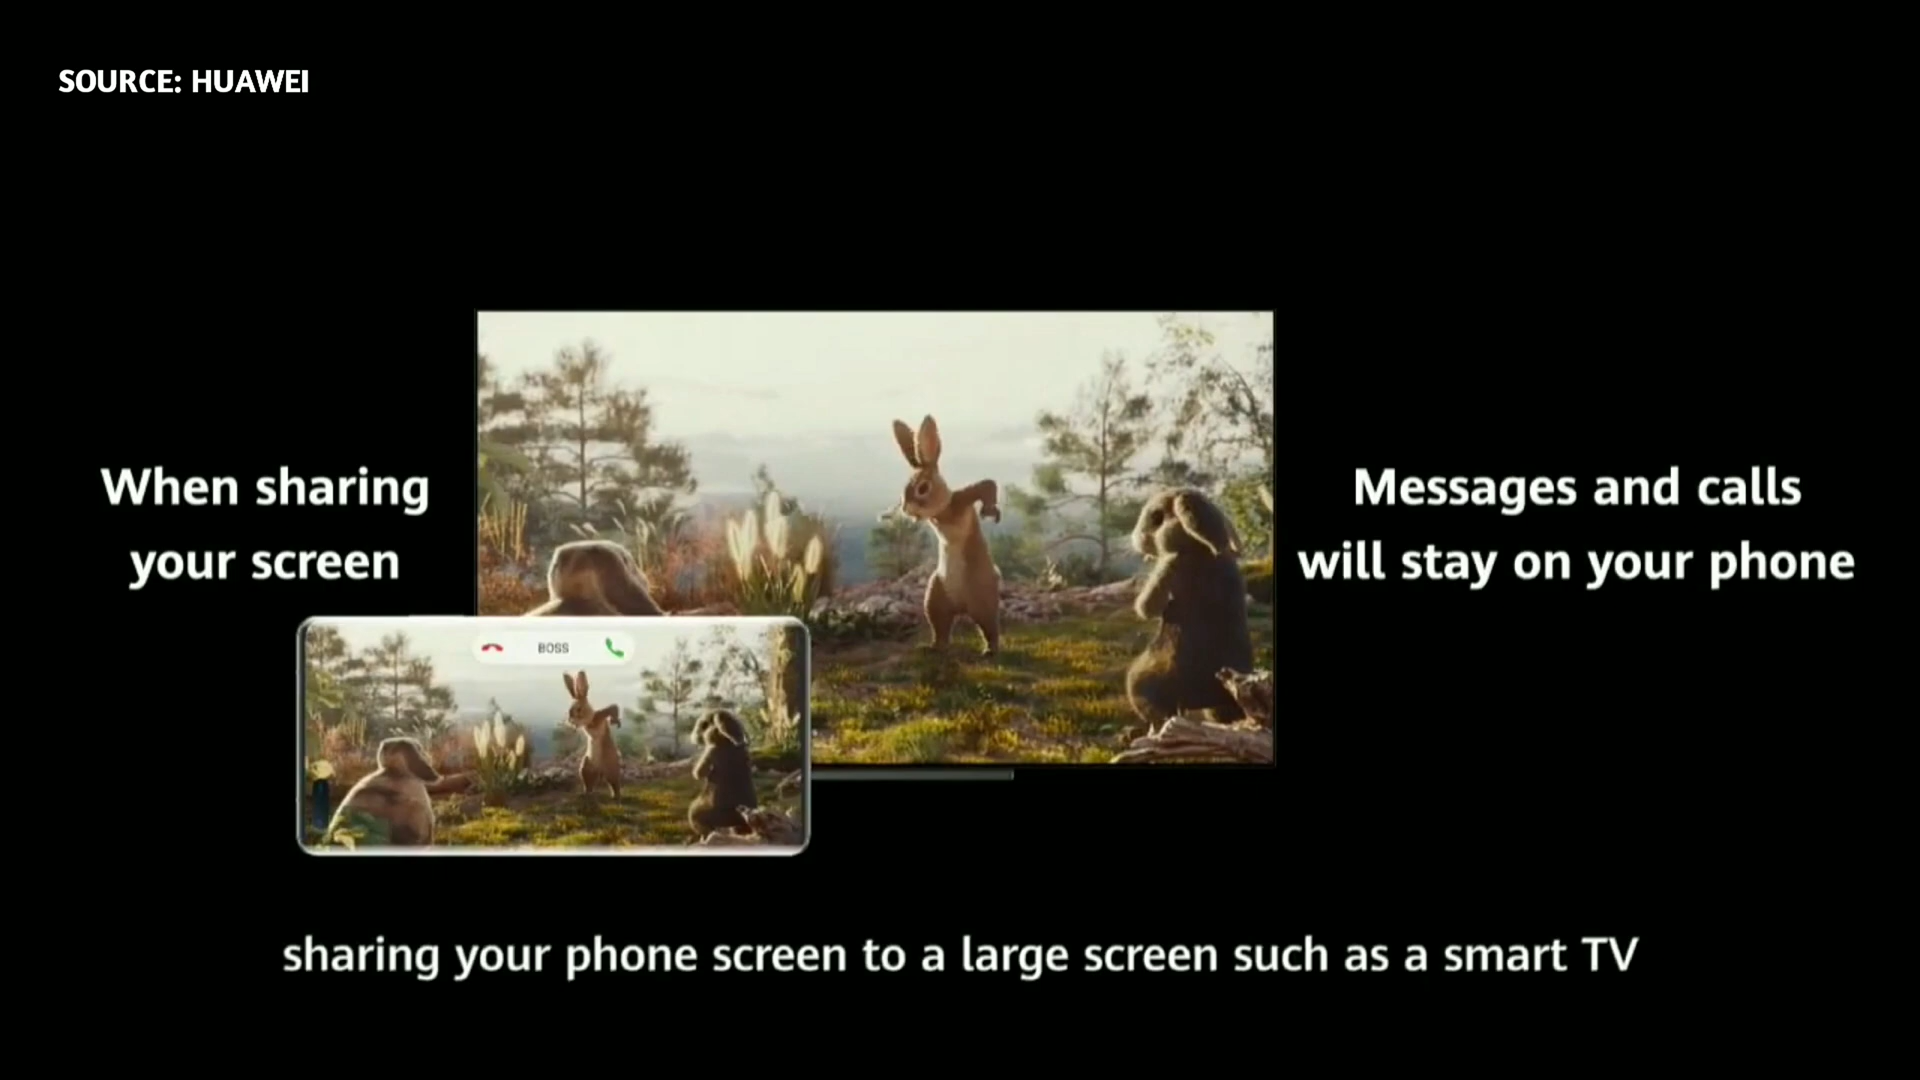 SOURCE: HUAWEI
When sharing
your screen
Messages and calls
will stay on your phone
BOSS
sharing your phone screen to a large screen such as a smart TV